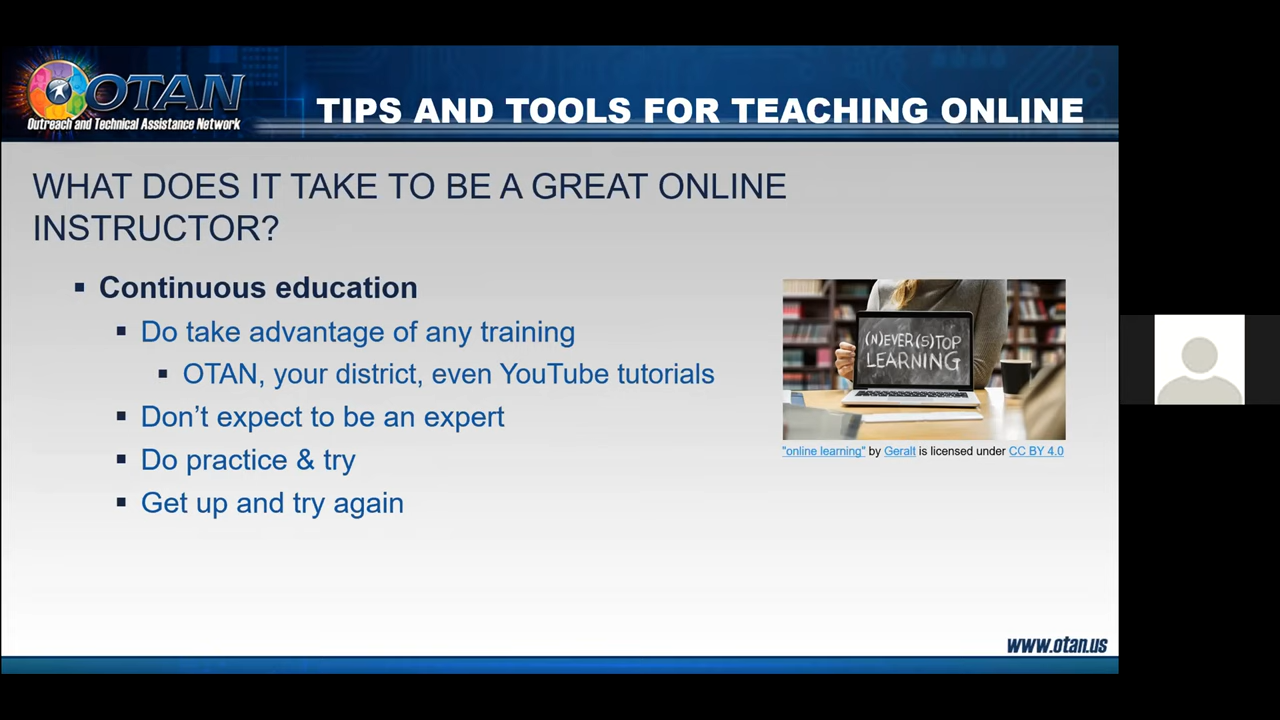 OTAN
Outreach and Technical Assistance Network
TIPS AND TOOLS FOR TEACHING ONLINE
WHAT DOES IT TAKE TO BE A GREAT ONLINE
INSTRUCTOR?
Continuous education
Do take advantage of any training
OTAN, your district, even YouTube tutorials
Don’t expect to be an expert
Do practice & try
Get up and try again
(N)EVER (S)TOP
LEARNING
"online learning" by Geralt is licensed under CC BY 4.0
www.otan.us